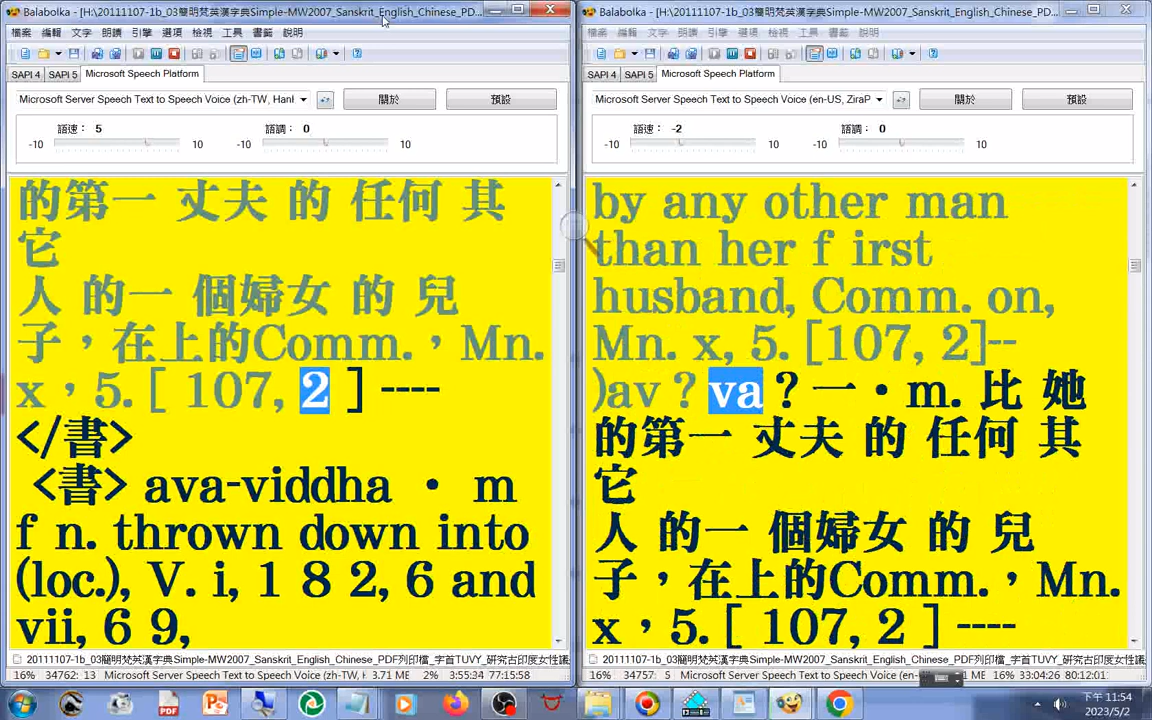 Balabolka - [H:\20111107-1b_03簡明梵英漢字典Simple-MW2007_Sanskrit_English_Chinese_PD...
檔案 編輯 文字 朗讀 引擎 選項 檢視 工具 書籤 說明
SAPI 4 SAPI 5 Microsoft Speech Platform
Microsoft Server Speech Text to Speech Voice (zh-TW, Hanl
關於 預設
語速： 5 語調： 0
-10 10 -10 10
的第一 丈夫 的 任何 其
它
人 的一 個婦女 的 兒
子，在上的Comm.，Mn.
x，5. [ 107, 2 ] ----
</書>
<書> ava-viddha ・ m
f n. thrown down into
(loc.), V. i, 1 8 2, 6 and
vii, 6 9,
20111107-1b_03簡明梵英漢字典Simple-MW2007_Sanskrit_English_Chinese_PDF列印檔_字首TUVY_研究古印度女性議
16% 34762: 13 Microsoft Server Speech Text to Speech Voice (zh-TW, H 3.71 MB 2% 3:55:34 77:15:58
Balabolka - [H:\20111107-1b_03簡明梵英漢字典Simple-MW2007_Sanskrit_English_Chinese_PD...
檔案 編輯 文字 朗讀 引擎 選項 檢視 工具 書籤 說明
SAPI 4 SAPI 5 Microsoft Speech Platform
Microsoft Server Speech Text to Speech Voice (en-US, ZiraP
關於 預設
語速： -2 語調： 0
-10 10 -10 10
by any other man
than her f irst
husband, Comm. on,
Mn. x, 5. [107, 2]--
)av ? va ? 一・m. 比 她
的第一 丈夫 的 任何 其
它
人 的一 個婦女 的 兒
子，在上的Comm.，Mn.
x，5. [ 107, 2 ] ----
20111107-1b_03簡明梵英漢字典Simple-MW2007_Sanskrit_English_Chinese_PDF列印檔_字首TUVY_研究古印度女性議
16% 34757: 5 Microsoft Server Speech Text to Speech Voice 16% 33:04:26 80:12:01
下午 11:54
2023/5/2